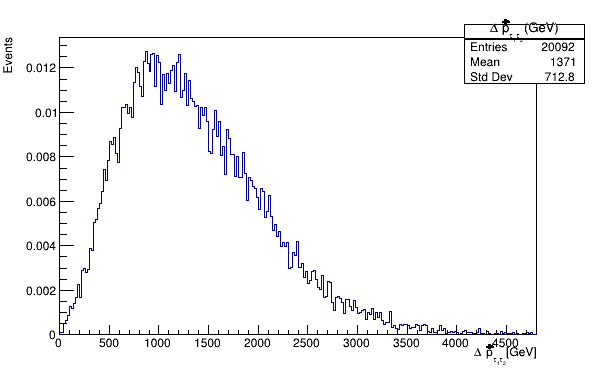 Δ p⃗τ₁τ₂(GeV)
Entries 20092
Mean 1371
Std Dev 712.8
Events
0.012
0.01
0.008
0.006
0.004
0.002
0
0 500 1000 1500 2000 2500 3000 3500 4000 4500
Δ p⃗τ₁τ₂[GeV]